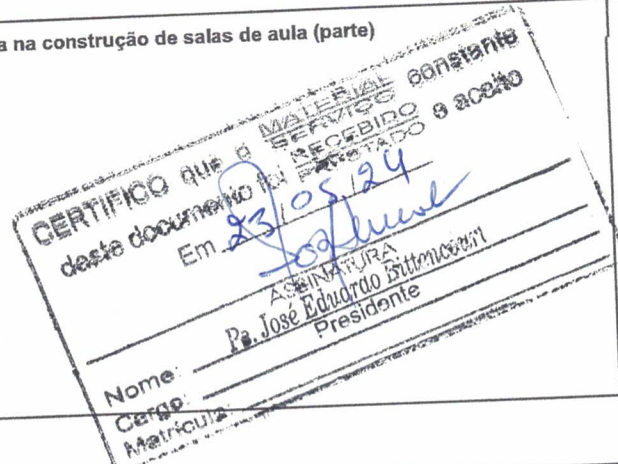 a na construção de salas de aula (parte)
CERTIFICO que o MATERIAL SERVIÇO constante
deste documento foi RECEBIDO PRESTADO e aceito
Em 23/05/24
ASSINATURA
Pa. José Eduardo Bittencourt
Presidente
Nome:
Cargo:
Matrícula: